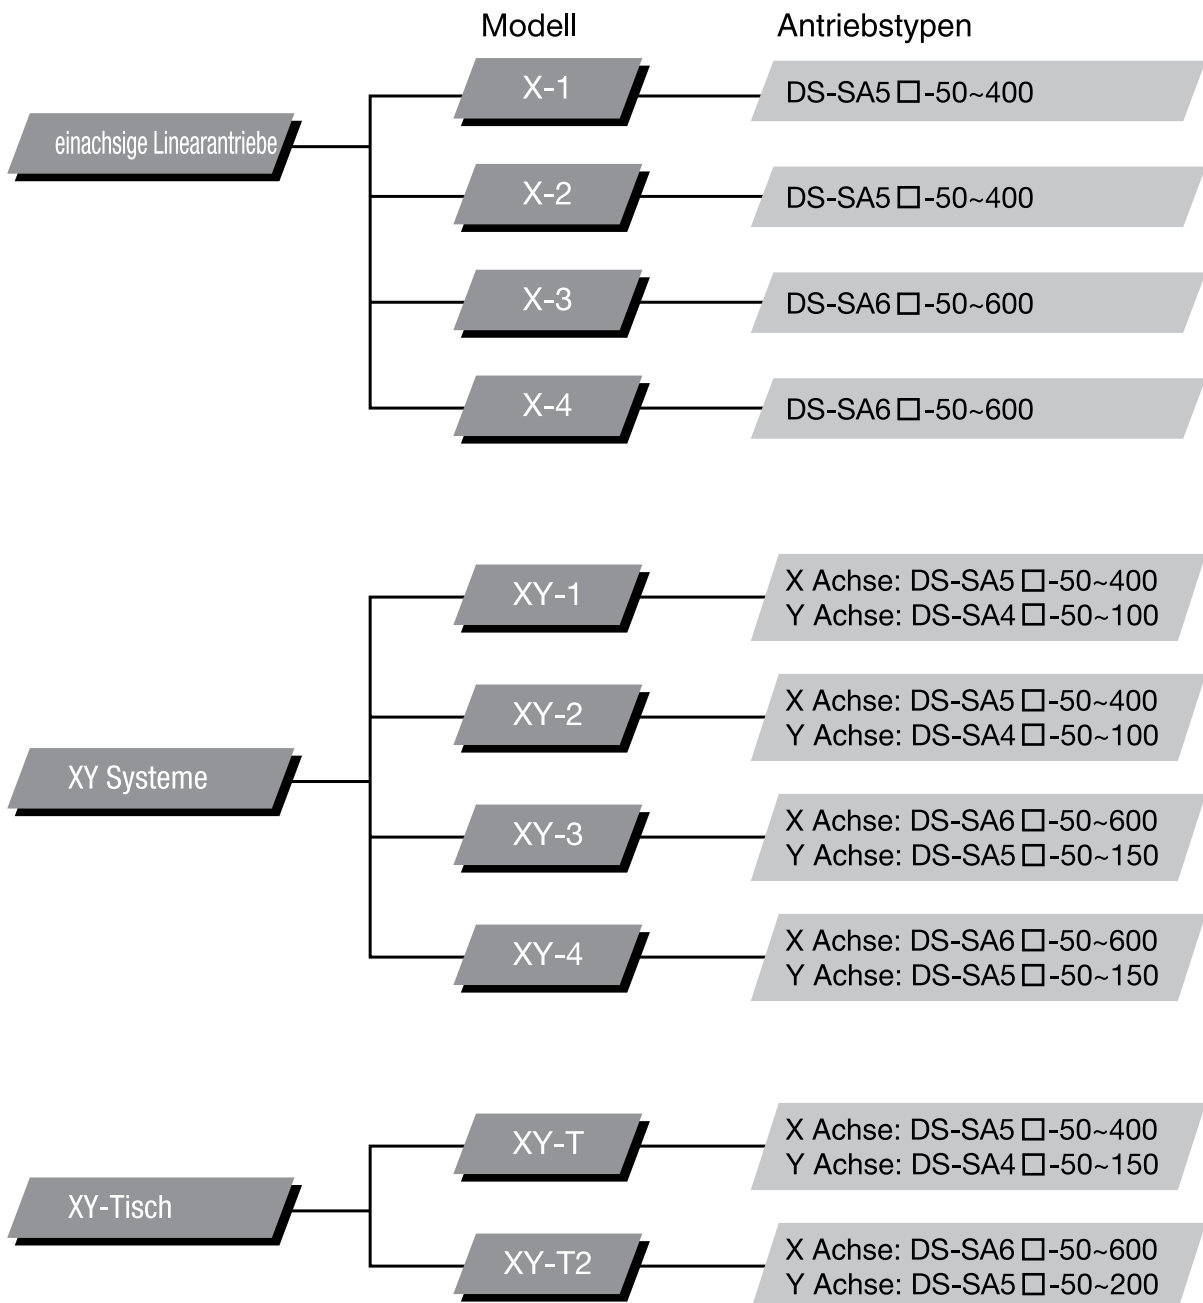 Modell
Antriebstypen
einachsige Linearantriebe
X-1
DS-SA5 □-50~400
X-2
DS-SA5 □-50~400
X-3
DS-SA6 □-50~600
X-4
DS-SA6 □-50~600
XY Systeme
XY-1
X Achse: DS-SA5 □-50~400
Y Achse: DS-SA4 □-50~100
XY-2
X Achse: DS-SA5 □-50~400
Y Achse: DS-SA4 □-50~100
XY-3
X Achse: DS-SA6 □-50~600
Y Achse: DS-SA5 □-50~150
XY-4
X Achse: DS-SA6 □-50~600
Y Achse: DS-SA5 □-50~150
XY-Tisch
XY-T
X Achse: DS-SA5 □-50~400
Y Achse: DS-SA4 □-50~150
XY-T2
X Achse: DS-SA6 □-50~600
Y Achse: DS-SA5 □-50~200